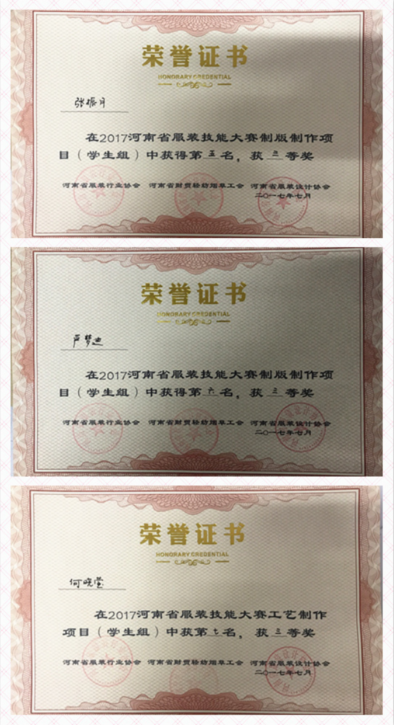 荣誉证书
HONORARY CREDENTIAL
张振月
在2017河南省服装技能大赛制版制作项
目（学生组）中获得第五名，获 等奖
河南省服装行业协会 河南省财贸轻纺烟草工会 河南省服装设计协会
二〇一七年七月
荣誉证书
HONORARY CREDENTIAL
卢梦迪
在2017河南省服装技能大赛制版制作项
目（学生组）中获得第六名，获 等奖
河南省服装行业协会 河南省财贸轻纺烟草工会 河南省服装设计协会
二〇一七年七月
荣誉证书
HONORARY CREDENTIAL
何晓莹
在2017河南省服装技能大赛工艺制作
项目（学生组）中获第七名，获三等奖
河南省服装行业协会 河南省财贸轻纺烟草工会 河南省服装设计协会
二〇一七年七月